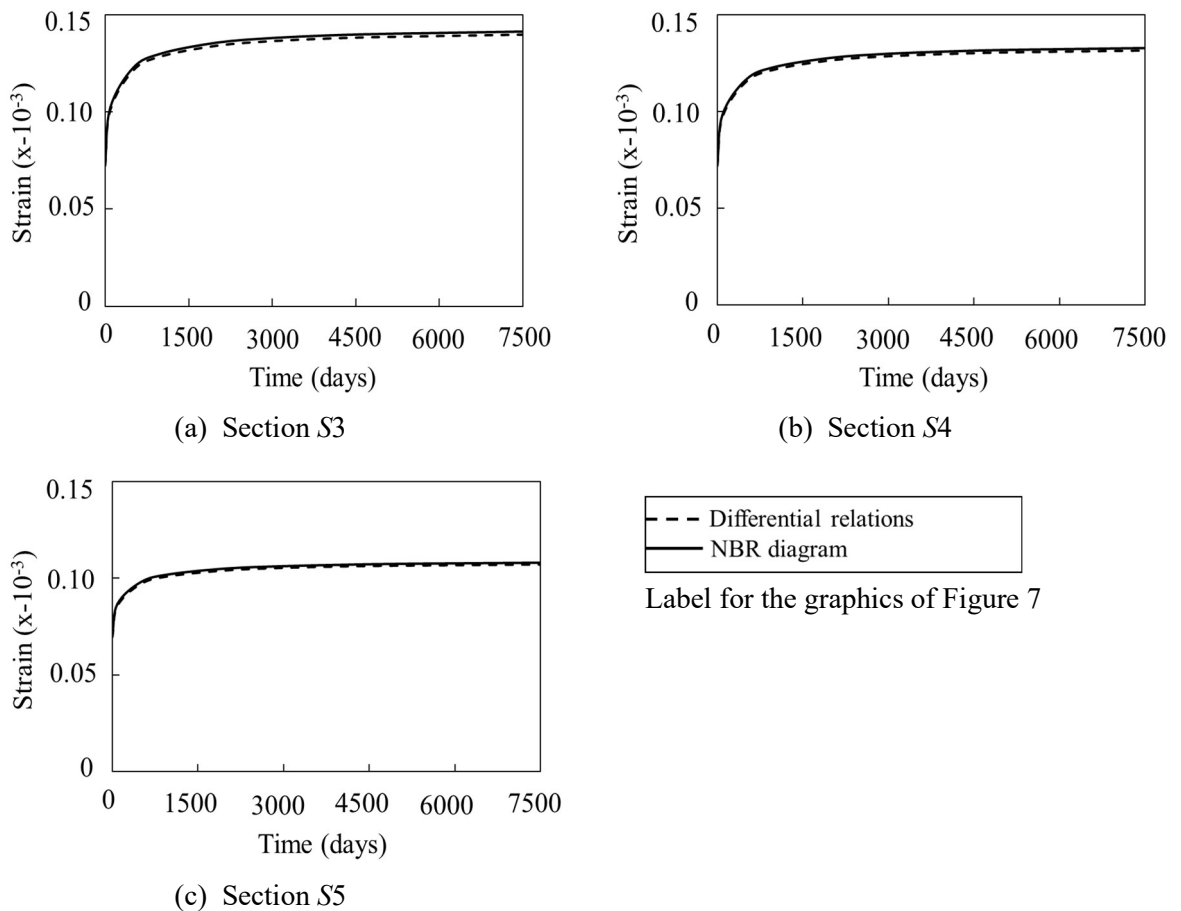 0.15
0.10
0.05
0
Strain (x-10⁻³)
0 1500 3000 4500 6000 7500
Time (days)
(a) Section S3
0.15
0.10
0.05
0
Strain (x-10⁻³)
0 1500 3000 4500 6000 7500
Time (days)
(b) Section S4
0.15
0.10
0.05
0
Strain (x-10⁻³)
0 1500 3000 4500 6000 7500
Time (days)
(c) Section S5
Differential relations
NBR diagram
Label for the graphics of Figure 7